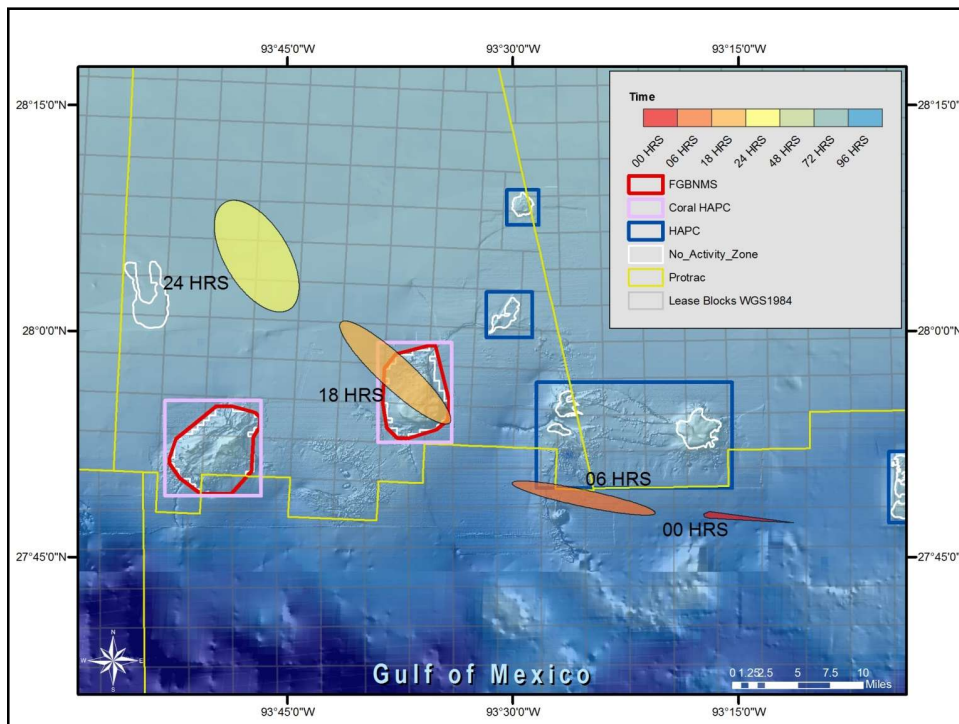 93°45'0"W
93°30'0"W
93°15'0"W
28°15'0"N
28°15'0"N
Time
00 HRS
06 HRS
18 HRS
24 HRS
48 HRS
72 HRS
96 HRS
FGBNMS
Coral HAPC
HAPC
No_Activity_Zone
Protrac
Lease Blocks WGS1984
24 HRS
28°0'0"N
28°0'0"N
18 HRS
06 HRS
00 HRS
27°45'0"N
27°45'0"N
N
W
E
S
Gulf of Mexico
0 1.25 2.5 5 7.5 10
Miles
93°45'0"W
93°30'0"W
93°15'0"W